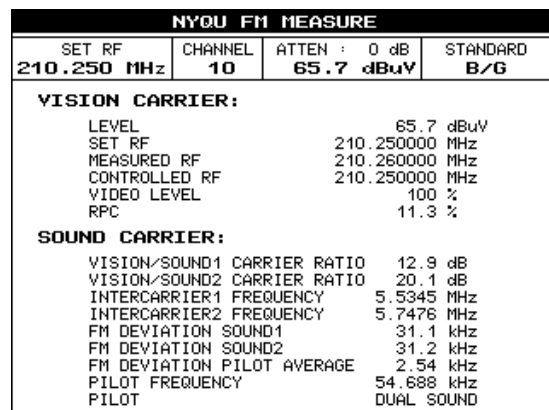 NYQU FM MEASURE
SET RF CHANNEL ATTEN : 0 dB STANDARD
210.250 MHz 10 65.7 dBuV B/G
VISION CARRIER:
LEVEL 65.7 dBuV
SET RF 210.250000 MHz
MEASURED RF 210.260000 MHz
CONTROLLED RF 210.250000 MHz
VIDEO LEVEL 100 %
RPC 11.3 %
SOUND CARRIER:
VISION/SOUND1 CARRIER RATIO 12.9 dB
VISION/SOUND2 CARRIER RATIO 20.1 dB
INTERCARRIER1 FREQUENCY 5.5345 MHz
INTERCARRIER2 FREQUENCY 5.7476 MHz
FM DEVIATION SOUND1 31.1 kHz
FM DEVIATION SOUND2 31.2 kHz
FM DEVIATION PILOT AVERAGE 2.54 kHz
PILOT FREQUENCY 54.688 kHz
PILOT DUAL SOUND